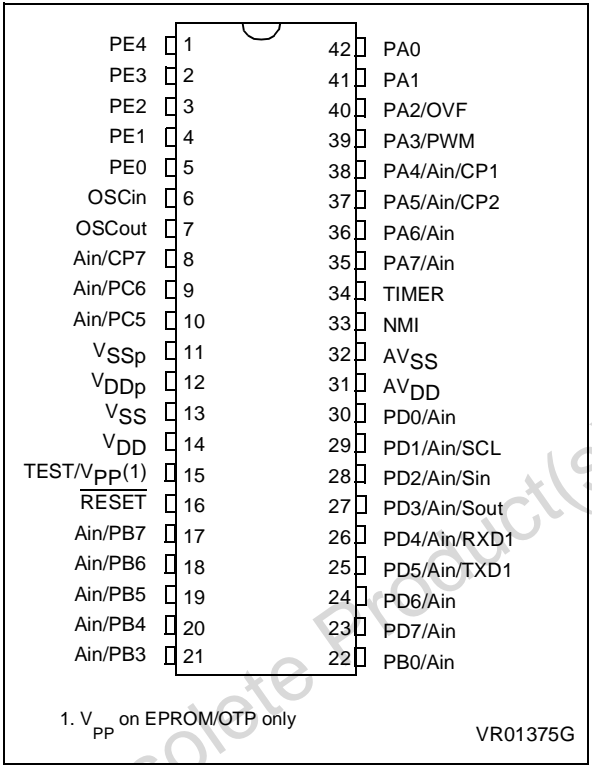 PE4 1 42 PA0
PE3 2 41 PA1
PE2 3 40 PA2/OVF
PE1 4 39 PA3/PWM
PE0 5 38 PA4/Ain/CP1
OSCin 6 37 PA5/Ain/CP2
OSCout 7 36 PA6/Ain
Ain/CP7 8 35 PA7/Ain
Ain/PC6 9 34 TIMER
Ain/PC5 10 33 NMI
VSSp 11 32 AVSS
VDDp 12 31 AVDD
VSS 13 30 PD0/Ain
VDD 14 29 PD1/Ain/SCL
TEST/VPP(1) 15 28 PD2/Ain/Sin
RESET 16 27 PD3/Ain/Sout
Ain/PB7 17 26 PD4/Ain/RXD1
Ain/PB6 18 25 PD5/Ain/TXD1
Ain/PB5 19 24 PD6/Ain
Ain/PB4 20 23 PD7/Ain
Ain/PB3 21 22 PB0/Ain
1. VPP on EPROM/OTP only
VR01375G
solete Product(s